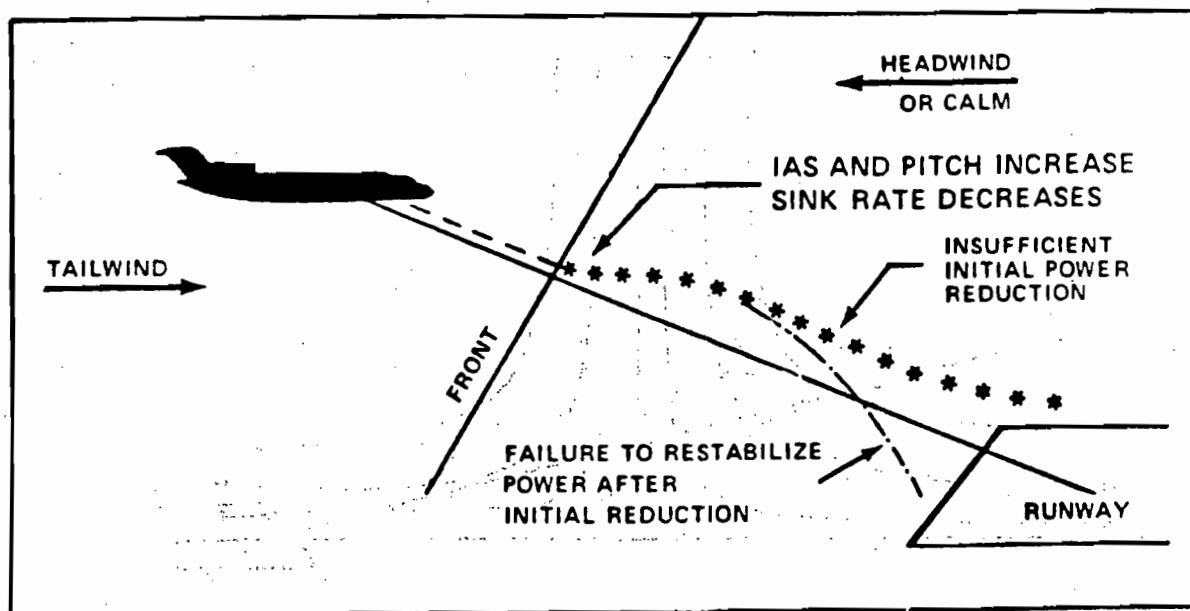 HEADWIND
OR CALM
IAS AND PITCH INCREASE
SINK RATE DECREASES
TAILWIND
INSUFFICIENT
INITIAL POWER
REDUCTION
FRONT
FAILURE TO RESTABILIZE
POWER AFTER
INITIAL REDUCTION
RUNWAY